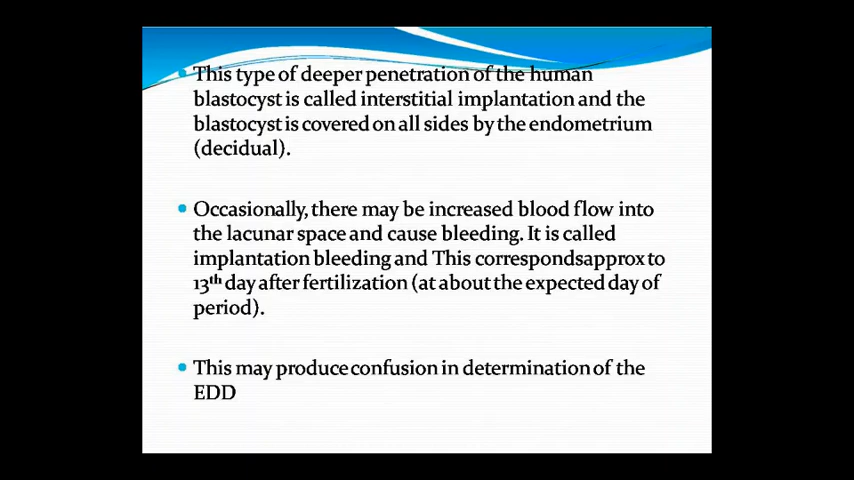 This type of deeper penetration of the human
blastocyst is called interstitial implantation and the
blastocyst is covered on all sides by the endometrium
(decidual).
Occasionally, there may be increased blood flow into
the lacunar space and cause bleeding. It is called
implantation bleeding and This correspondsapprox to
13th day after fertilization (at about the expected day of
period).
This may produce confusion in determination of the
EDD